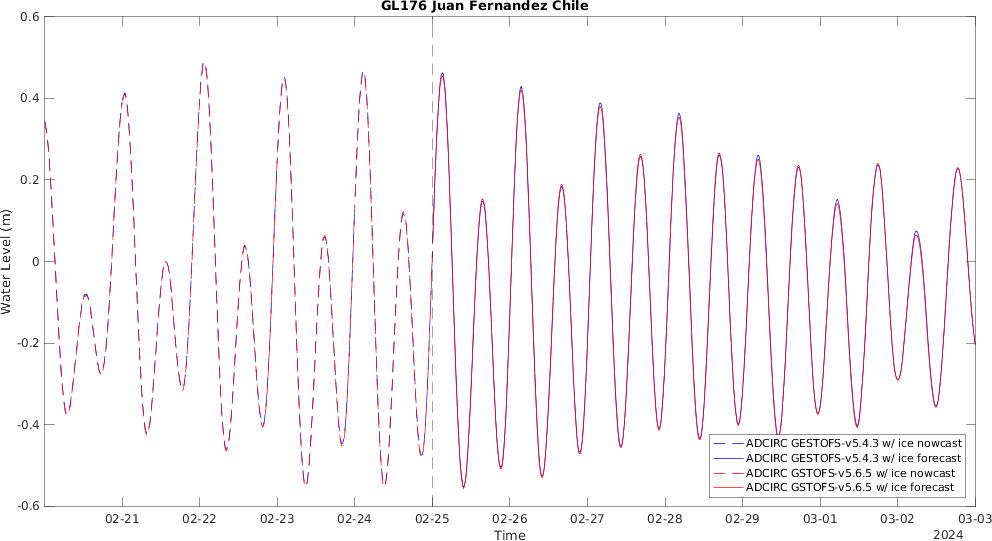 GL176 Juan Fernandez Chile
0.6
0.4
0.2
0
-0.2
-0.4
-0.6
Water Level (m)
02-21
02-22
02-23
02-24
02-25
02-26
02-27
02-28
02-29
03-01
03-02
03-03
Time
2024
ADCIRC GESTOFS-v5.4.3 w/ ice nowcast
ADCIRC GESTOFS-v5.4.3 w/ ice forecast
ADCIRC GSTOFS-v5.6.5 w/ ice nowcast
ADCIRC GSTOFS-v5.6.5 w/ ice forecast